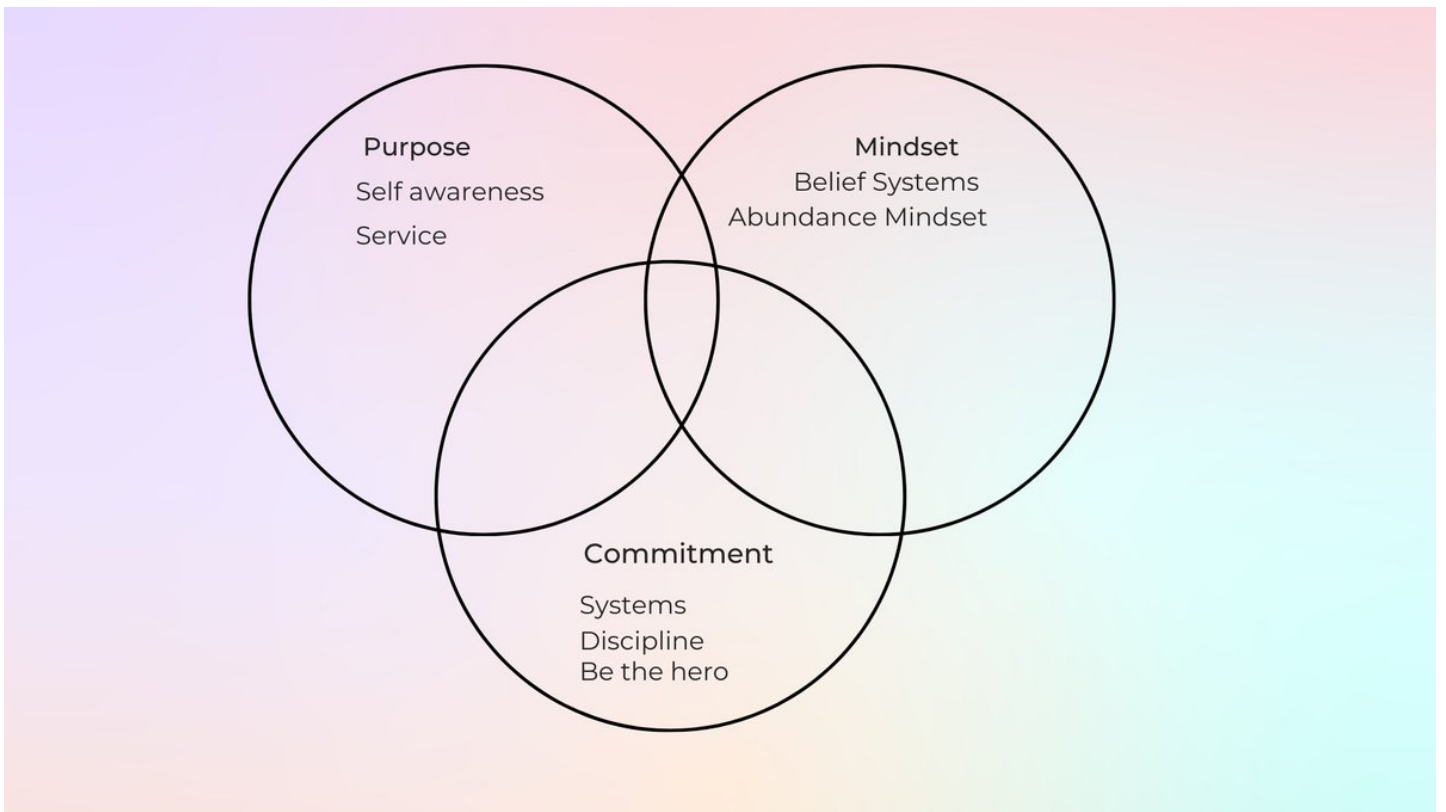 Purpose
Self awareness
Service
Mindset
Belief Systems
Abundance Mindset
Commitment
Systems
Discipline
Be the hero